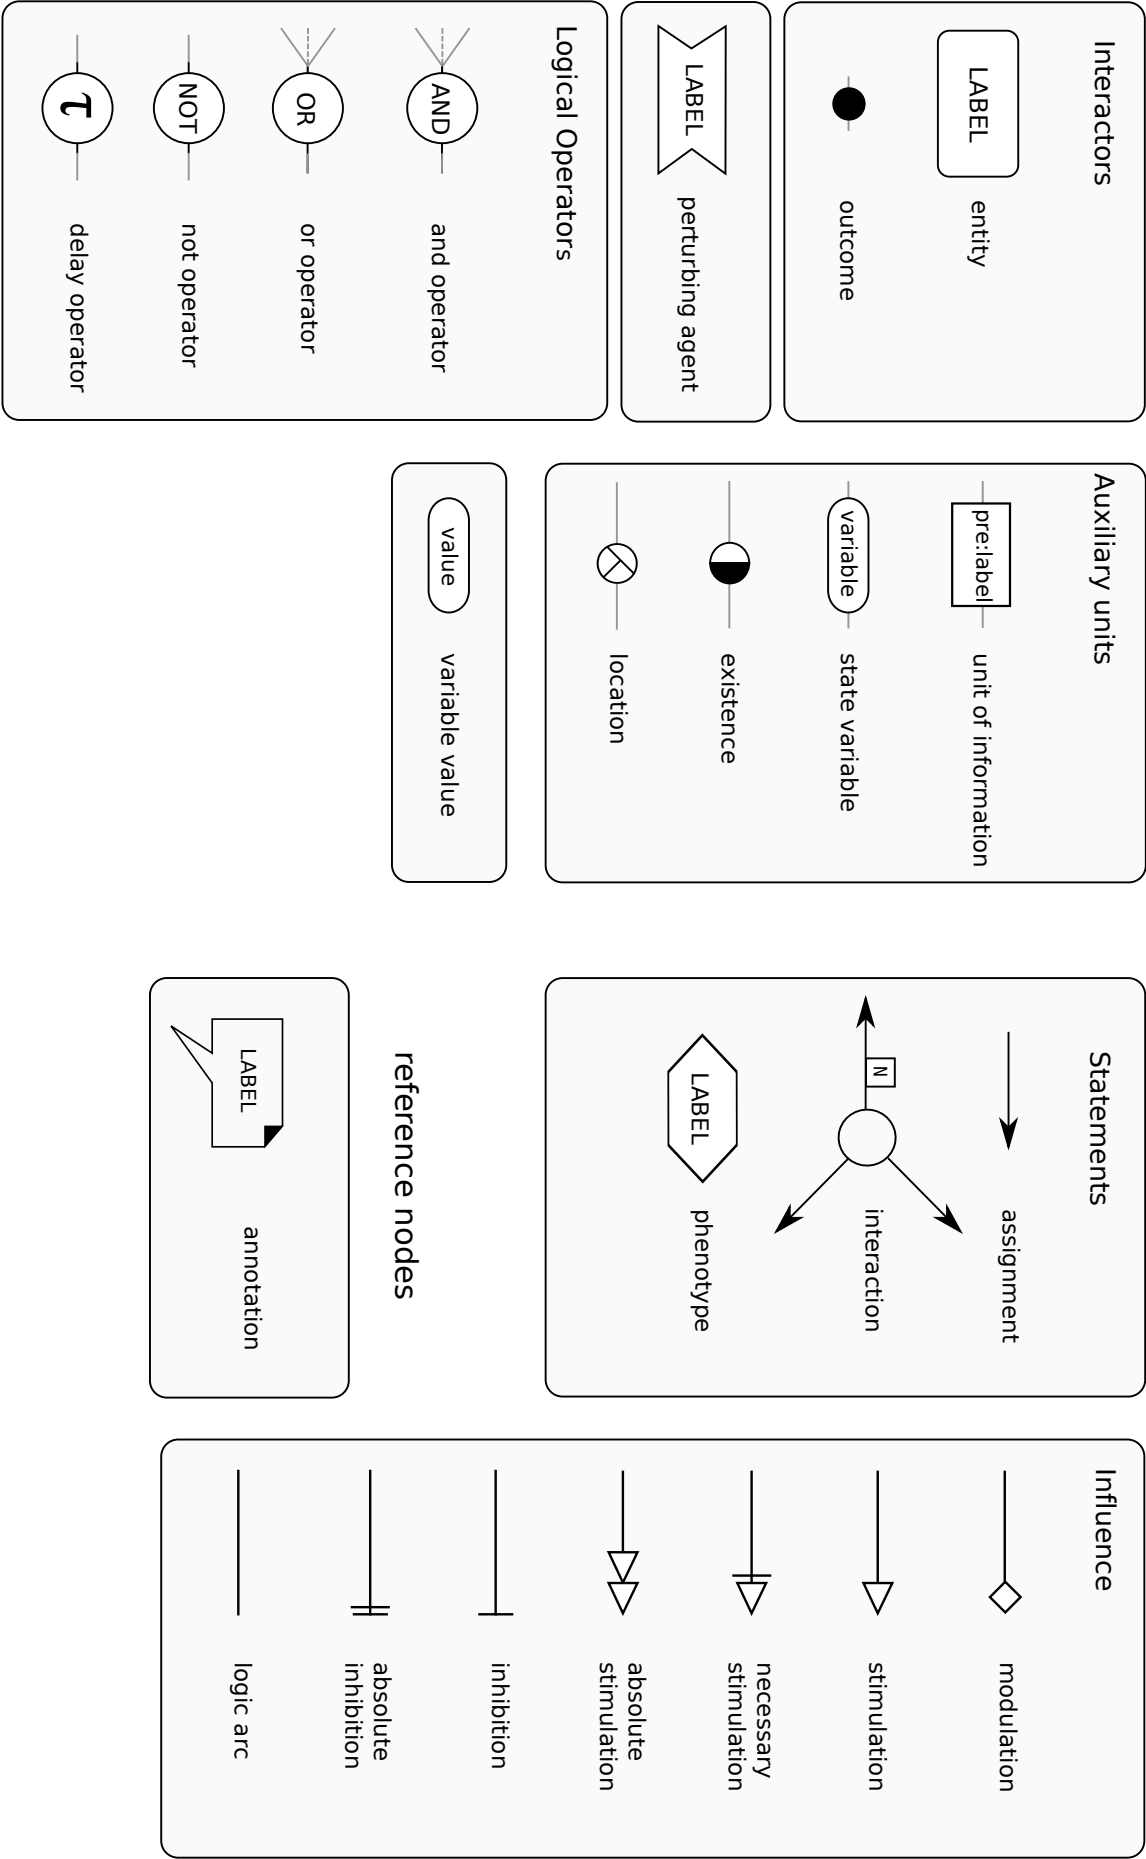 Interactors
LABEL
entity
outcome
LABEL
perturbing agent
Logical Operators
AND
and operator
OR
or operator
NOT
not operator
τ
delay operator
Auxiliary units
pre:label
unit of information
variable
state variable
existence
location
value
variable value
Statements
assignment
N
interaction
LABEL
phenotype
reference nodes
LABEL
annotation
Influence
modulation
stimulation
necessary
stimulation
absolute
stimulation
inhibition
absolute
inhibition
logic arc